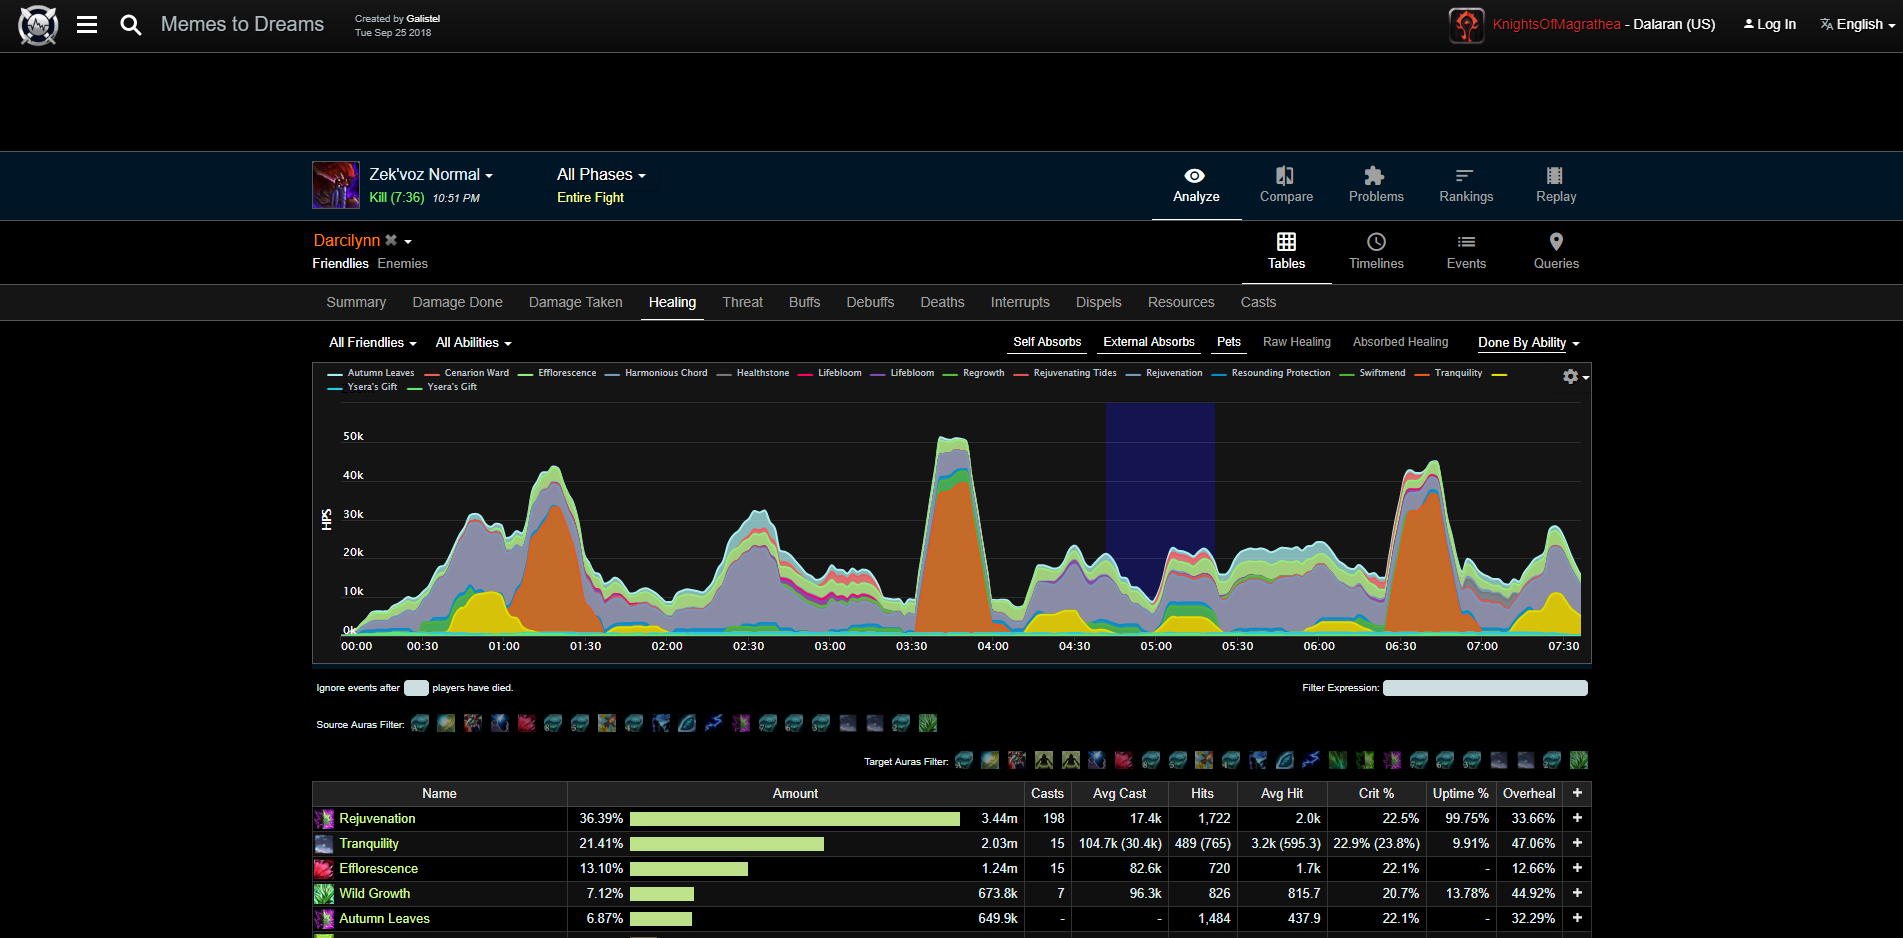 Memes to Dreams
Created by Galistel
Tue Sep 25 2018
KnightsOfMagrathea - Dalaran (US)
Log In
English
Zek'voz Normal
Kill (7:36) 10:51 PM
All Phases
Entire Fight
Analyze
Compare
Problems
Rankings
Replay
Darcilynn
Friendlies Enemies
Tables
Timelines
Events
Queries
Summary Damage Done Damage Taken Healing Threat Buffs Debuffs Deaths Interrupts Dispels Resources Casts
All Friendlies All Abilities
Self Absorbs External Absorbs Pets Raw Healing Absorbed Healing Done By Ability
Autumn Leaves Cenarion Ward Efflorescence Harmonious Chord Healthstone Lifebloom Lifebloom Regrowth Rejuvenating Tides Rejuvenation Resounding Protection Swiftmend Tranquility
Ysera's Gift Ysera's Gift
HPS
50k
40k
30k
20k
10k
0k
00:00 00:30 01:00 01:30 02:00 02:30 03:00 03:30 04:00 04:30 05:00 05:30 06:00 06:30 07:00 07:30
Ignore events after players have died.
Filter Expression:
Source Auras Filter:
Target Auras Filter:
Name Amount Casts Avg Cast Hits Avg Hit Crit % Uptime % Overheal +
Rejuvenation 36.39% 3.44m 198 17.4k 1,722 2.0k 22.5% 99.75% 33.66% +
Tranquility 21.41% 2.03m 15 104.7k (30.4k) 489 (765) 3.2k (595.3) 22.9% (23.8%) 9.91% 47.06% +
Efflorescence 13.10% 1.24m 15 82.6k 720 1.7k 22.1% - 12.66% +
Wild Growth 7.12% 673.8k 7 96.3k 826 815.7 20.7% 13.78% 44.92% +
Autumn Leaves 6.87% 649.9k - - 1,484 437.9 22.1% - 32.29% +